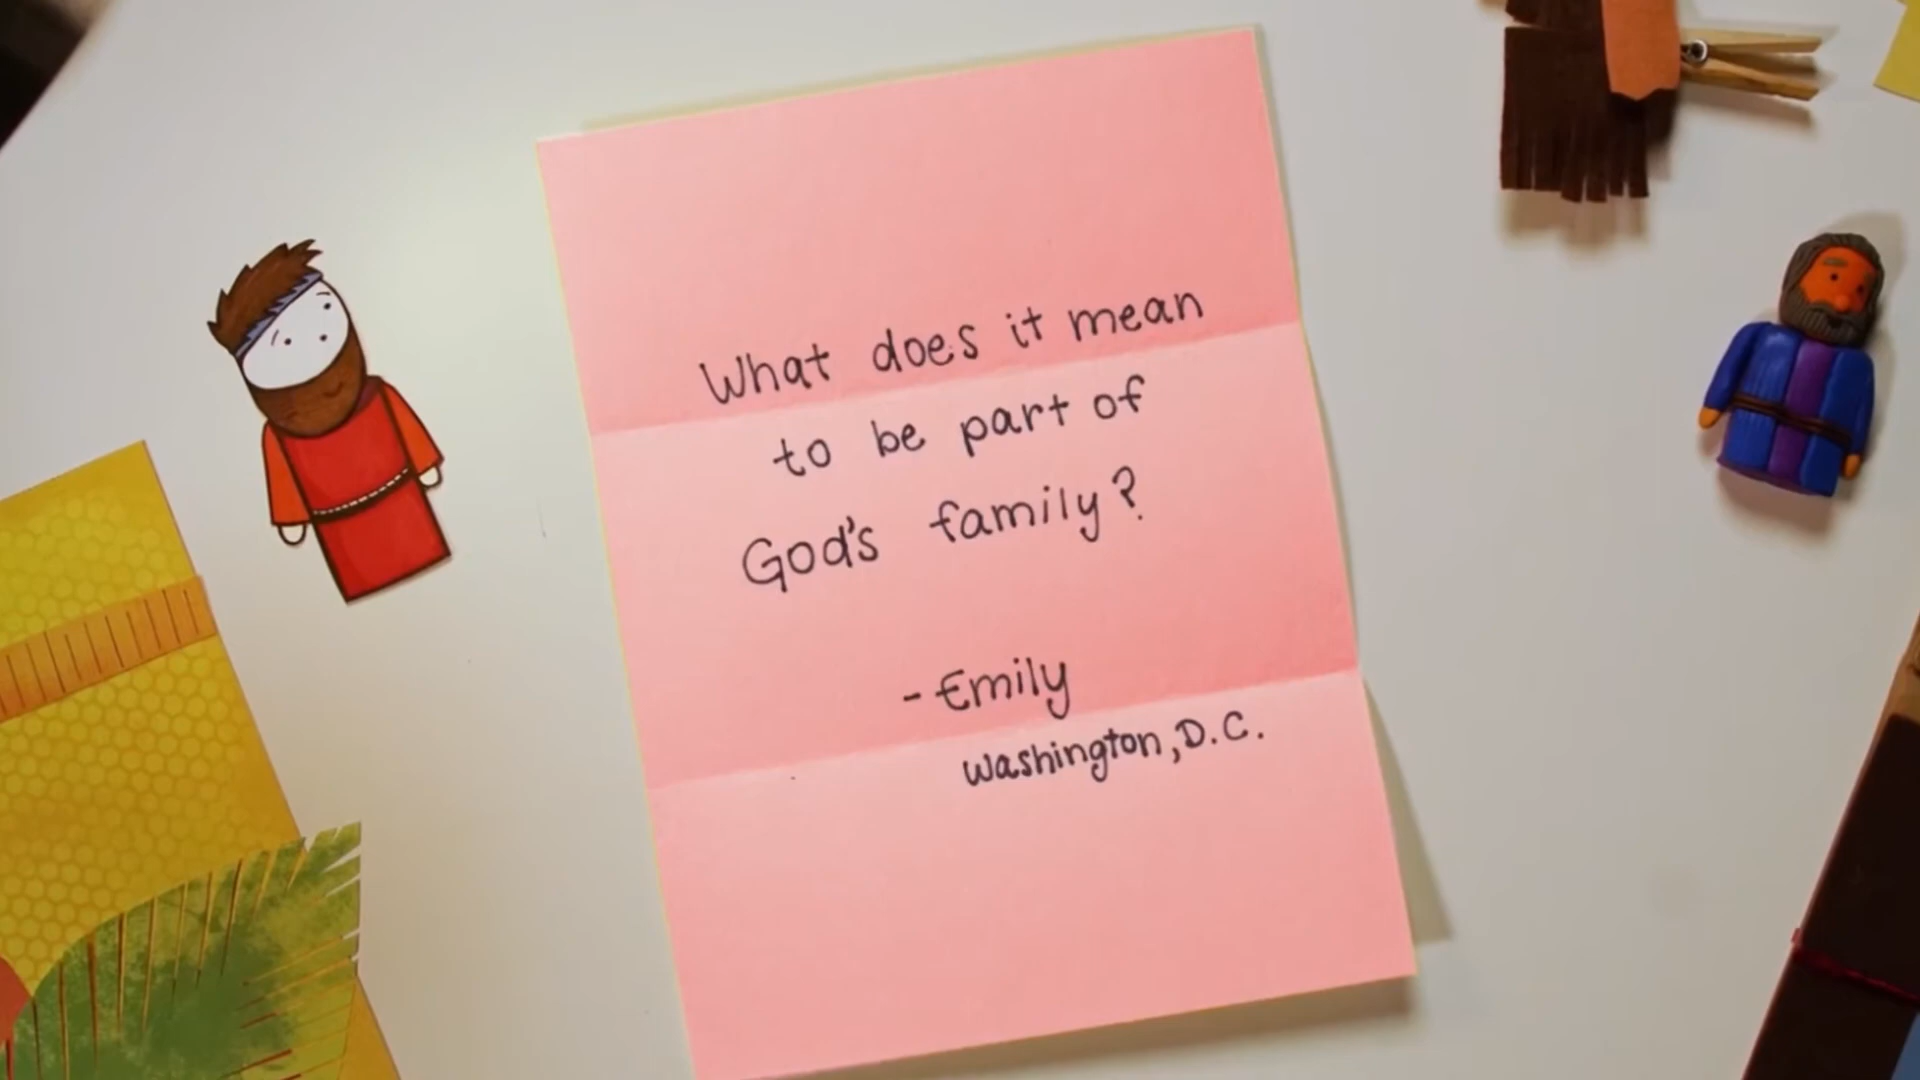 What does it mean
to be part of
God's family?
- Emily
Washington, D.C.